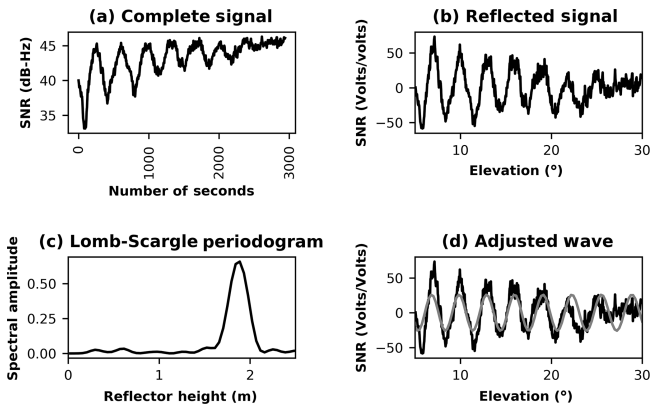 (a) Complete signal
SNR (dB-Hz)
45
40
35
0
1000
2000
3000
Number of seconds
(b) Reflected signal
SNR (Volts/volts)
50
0
−50
10
20
30
Elevation (°)
(c) Lomb-Scargle periodogram
Spectral amplitude
0.50
0.25
0.00
0
1
2
Reflector height (m)
(d) Adjusted wave
SNR (Volts/Volts)
50
0
−50
10
20
30
Elevation (°)